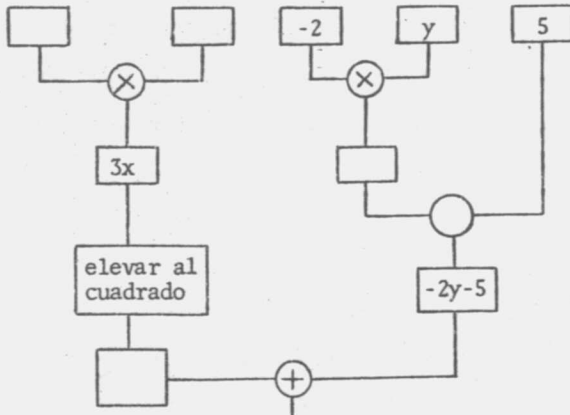 -2 y 5
×
×
3x
elevar al
cuadrado
-2y-5
+